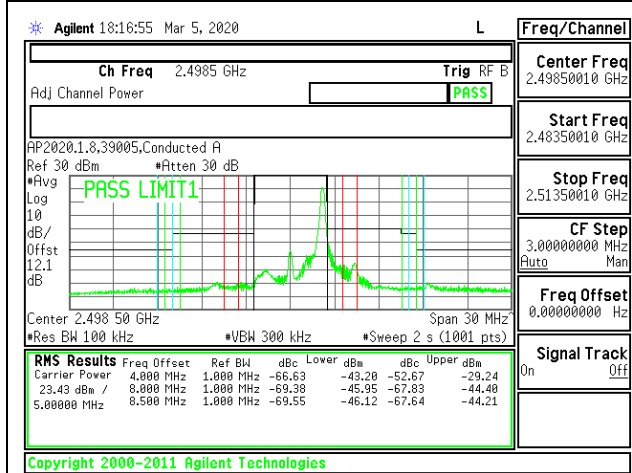 Agilent 18:16:55 Mar 5, 2020 L
Freq/Channel
Ch Freq 2.4985 GHz Trig RF B
Adj Channel Power PASS
Center Freq
2.49850010 GHz
Start Freq
2.48350010 GHz
Stop Freq
2.51350010 GHz
CF Step
3.00000000 MHz
Auto Man
Freq Offset
0.00000000 Hz
Signal Track
On Off
AP2020.1.8,39005,Conducted A
Ref 30 dBm #Atten 30 dB
#Avg
Log
10
dB/
Offst
12.1
dB
PASS LIMIT1
Center 2.498 50 GHz Span 30 MHz^
#Res BW 100 kHz #VBW 300 kHz #Sweep 2 s (1001 pts)
RMS Results Freq Offset Ref BW dBc Lower dBm dBc Upper dBm
Carrier Power 4.000 MHz 1.000 MHz -66.63 -43.20 -52.67 -29.24
23.43 dBm / 8.000 MHz 1.000 MHz -69.38 -45.95 -67.83 -44.40
5.00000 MHz 8.500 MHz 1.000 MHz -69.55 -46.12 -67.64 -44.21
Copyright 2000-2011 Agilent Technologies